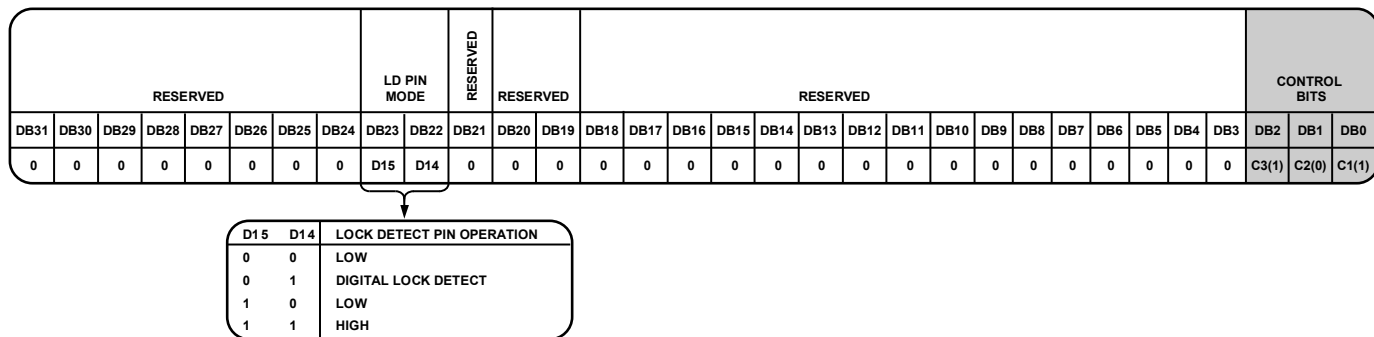 RESERVED LD PIN MODE RESERVED RESERVED RESERVED CONTROL BITS
DB31 DB30 DB29 DB28 DB27 DB26 DB25 DB24 DB23 DB22 DB21 DB20 DB19 DB18 DB17 DB16 DB15 DB14 DB13 DB12 DB11 DB10 DB9 DB8 DB7 DB6 DB5 DB4 DB3 DB2 DB1 DB0
0 0 0 0 0 0 0 0 D15 D14 0 0 0 0 0 0 0 0 0 0 0 0 0 0 0 0 0 0 0 C3(1) C2(0) C1(1)
D15 D14 LOCK DETECT PIN OPERATION
0 0 LOW
0 1 DIGITAL LOCK DETECT
1 0 LOW
1 1 HIGH